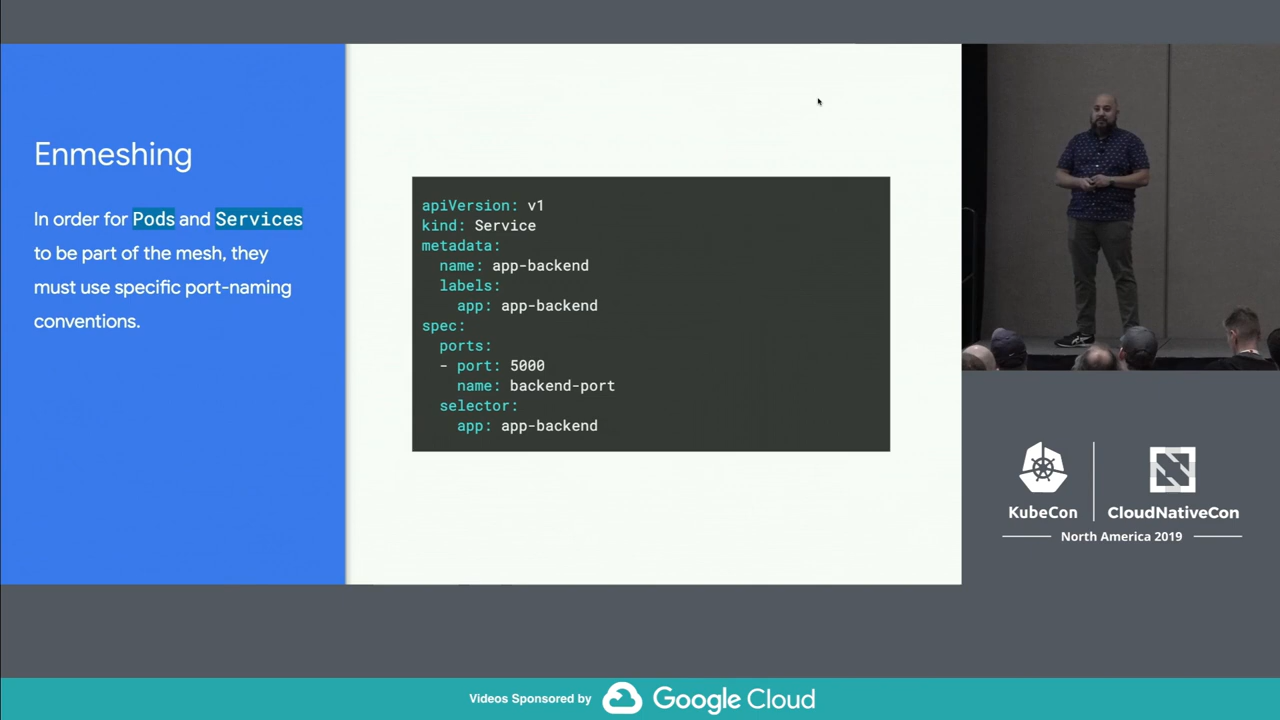 Enmeshing
In order for Pods and Services
to be part of the mesh, they
must use specific port-naming
conventions.
apiVersion: v1
kind: Service
metadata:
  name: app-backend
  labels:
    app: app-backend
spec:
  ports:
  - port: 5000
    name: backend-port
  selector:
    app: app-backend
KubeCon
CloudNativeCon
North America 2019
Videos Sponsored by Google Cloud